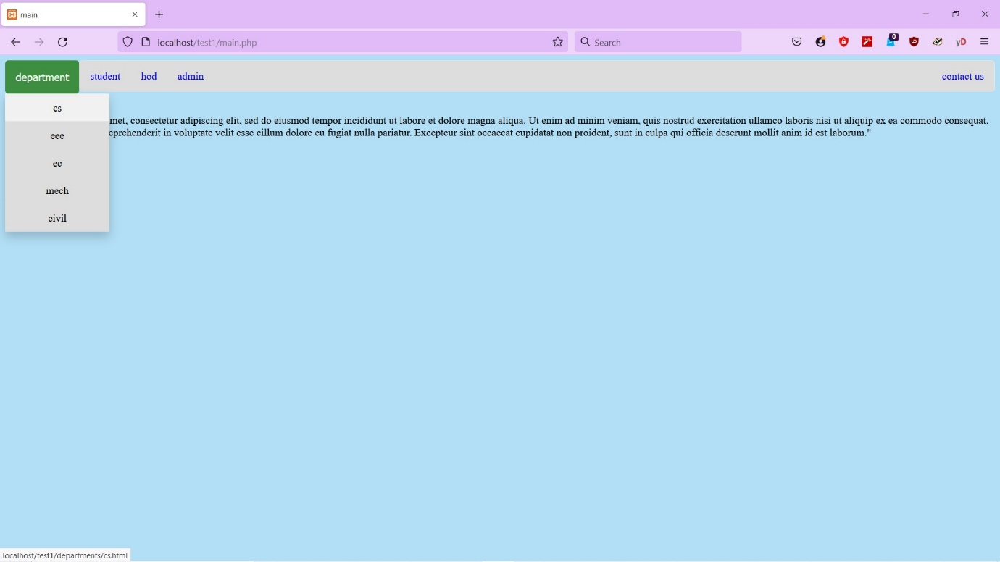 main
localhost/test1/main.php
Search
0
yD
department student hod admin contact us
cs
met, consectetur adipiscing elit, sed do eiusmod tempor incididunt ut labore et dolore magna aliqua. Ut enim ad minim veniam, quis nostrud exercitation ullamco laboris nisi ut aliquip ex ea commodo consequat.
eprehenderit in voluptate velit esse cillum dolore eu fugiat nulla pariatur. Excepteur sint occaecat cupidatat non proident, sunt in culpa qui officia deserunt mollit anim id est laborum."
eee
ec
mech
civil
localhost/test1/departments/cs.html